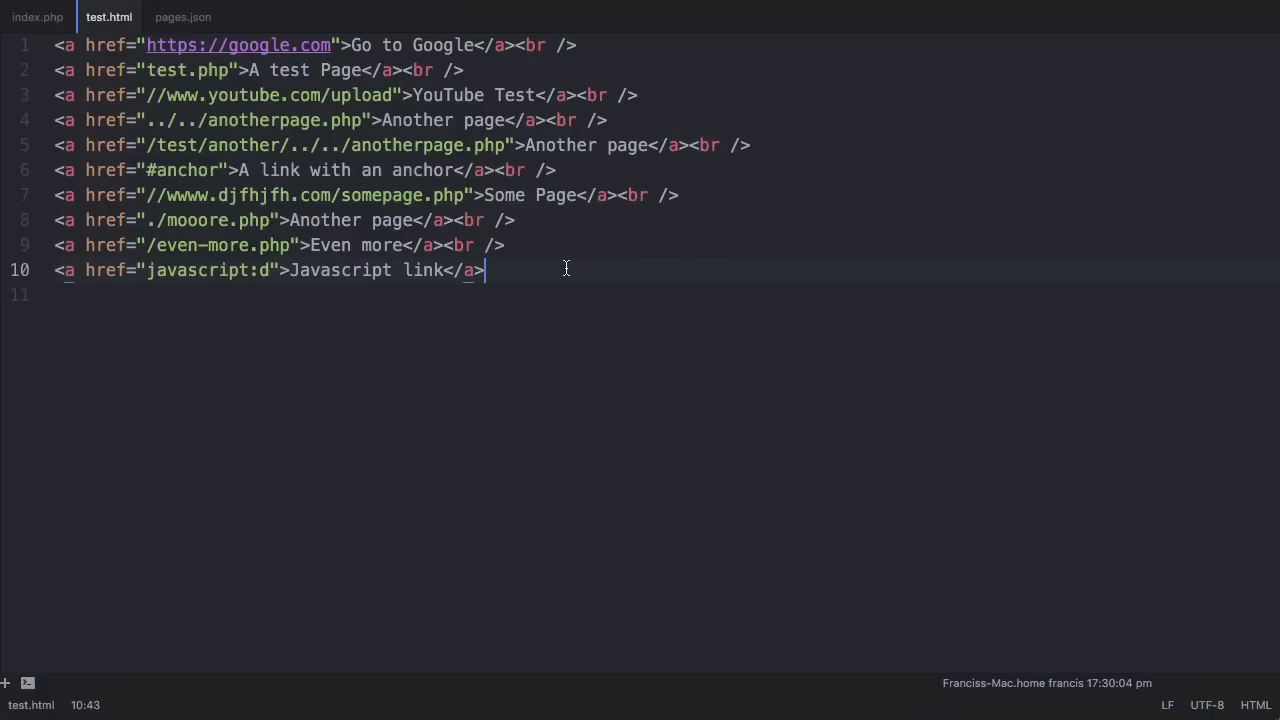 index.php test.html pages.json
1 <a href="https://google.com">Go to Google</a><br />
2 <a href="test.php">A test Page</a><br />
3 <a href="//www.youtube.com/upload">YouTube Test</a><br />
4 <a href="../../anotherpage.php">Another page</a><br />
5 <a href="/test/another/../../anotherpage.php">Another page</a><br />
6 <a href="#anchor">A link with an anchor</a><br />
7 <a href="//wwww.djfhjfh.com/somepage.php">Some Page</a><br />
8 <a href="./mooore.php">Another page</a><br />
9 <a href="/even-more.php">Even more</a><br />
10 <a href="javascript:d">Javascript link</a>
11
Franciss-Mac.home francis 17:30:04 pm
test.html 10:43 LF UTF-8 HTML